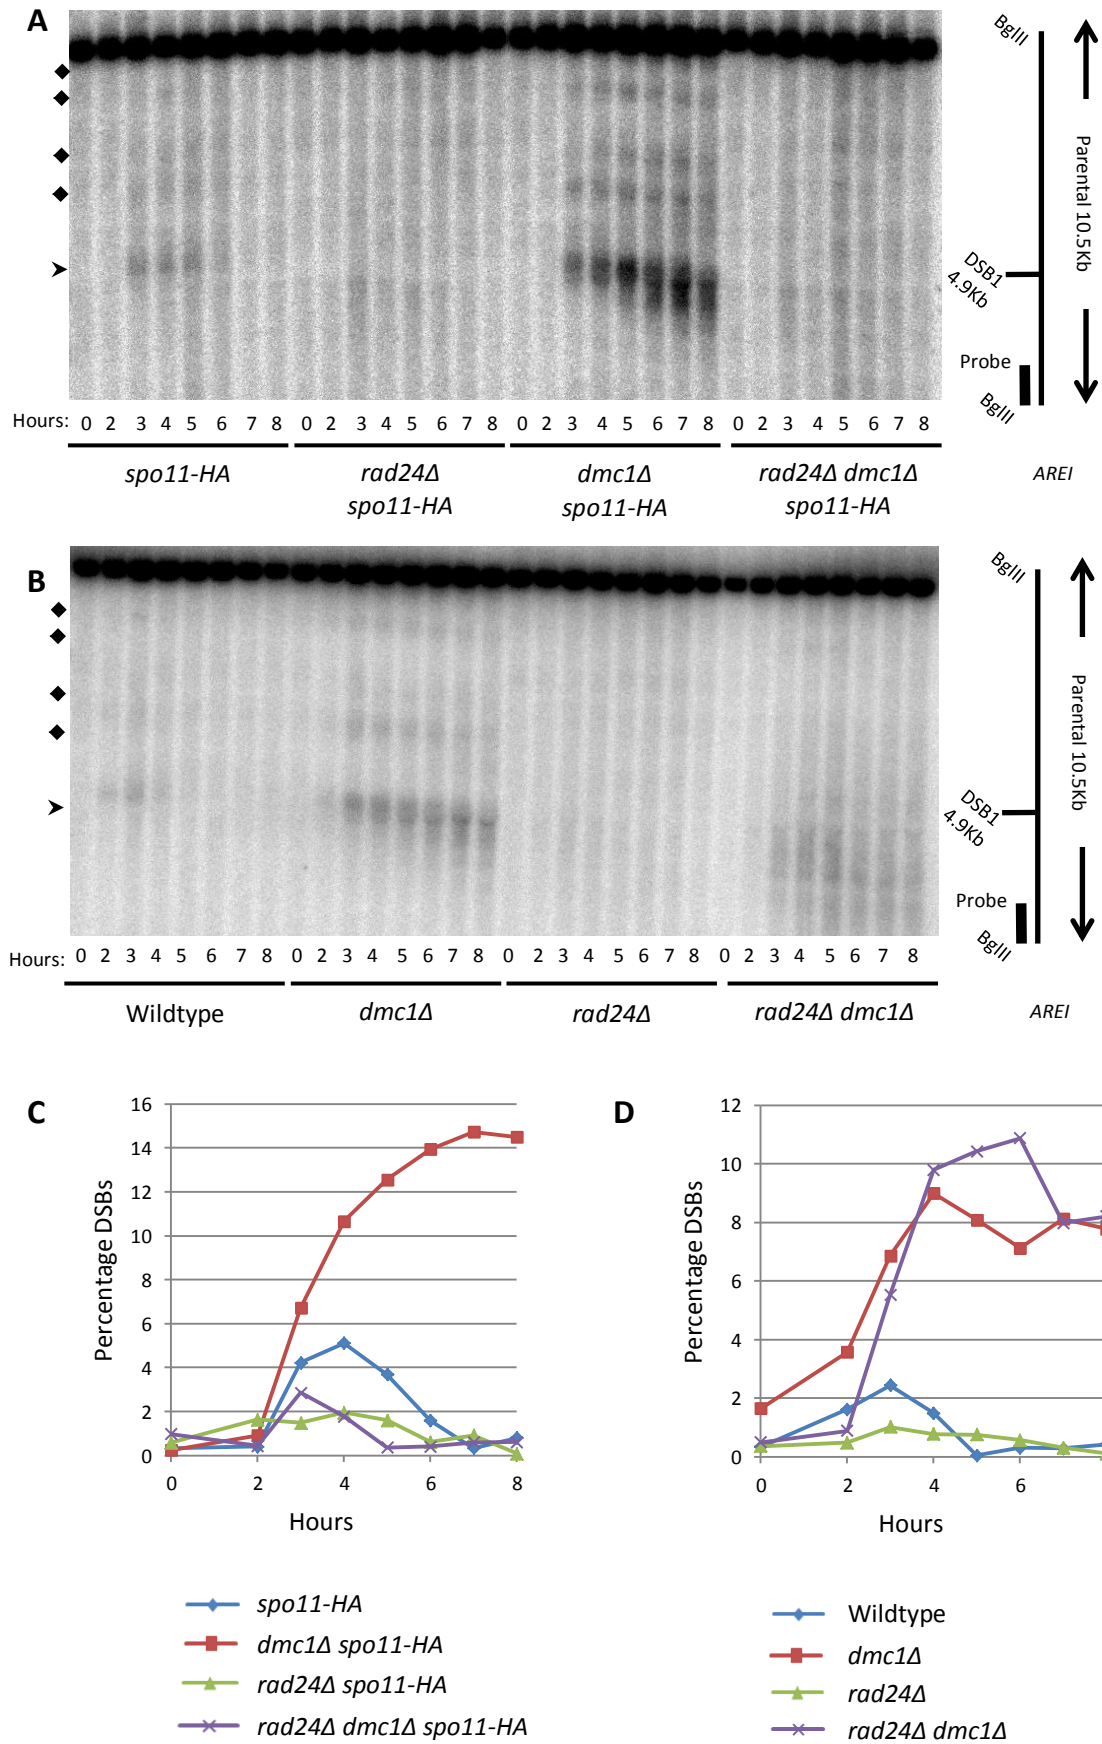 A
BglII
Parental 10.5Kb
DSB1
4.9Kb
Probe
BglII
Hours: 0 2 3 4 5 6 7 8 0 2 3 4 5 6 7 8 0 2 3 4 5 6 7 8 0 2 3 4 5 6 7 8
spo11-HA
rad24Δ
spo11-HA
dmc1Δ
spo11-HA
rad24Δ dmc1Δ
spo11-HA
AREI
B
BglII
Parental 10.5Kb
DSB1
4.9Kb
Probe
BglII
Hours: 0 2 3 4 5 6 7 8 0 2 3 4 5 6 7 8 0 2 3 4 5 6 7 8 0 2 3 4 5 6 7 8
Wildtype
dmc1Δ
rad24Δ
rad24Δ dmc1Δ
AREI
C
Percentage DSBs
16
14
12
10
8
6
4
2
0
0 2 4 6 8
Hours
spo11-HA
dmc1Δ spo11-HA
rad24Δ spo11-HA
rad24Δ dmc1Δ spo11-HA
D
Percentage DSBs
12
10
8
6
4
2
0
0 2 4 6 8
Hours
Wildtype
dmc1Δ
rad24Δ
rad24Δ dmc1Δ